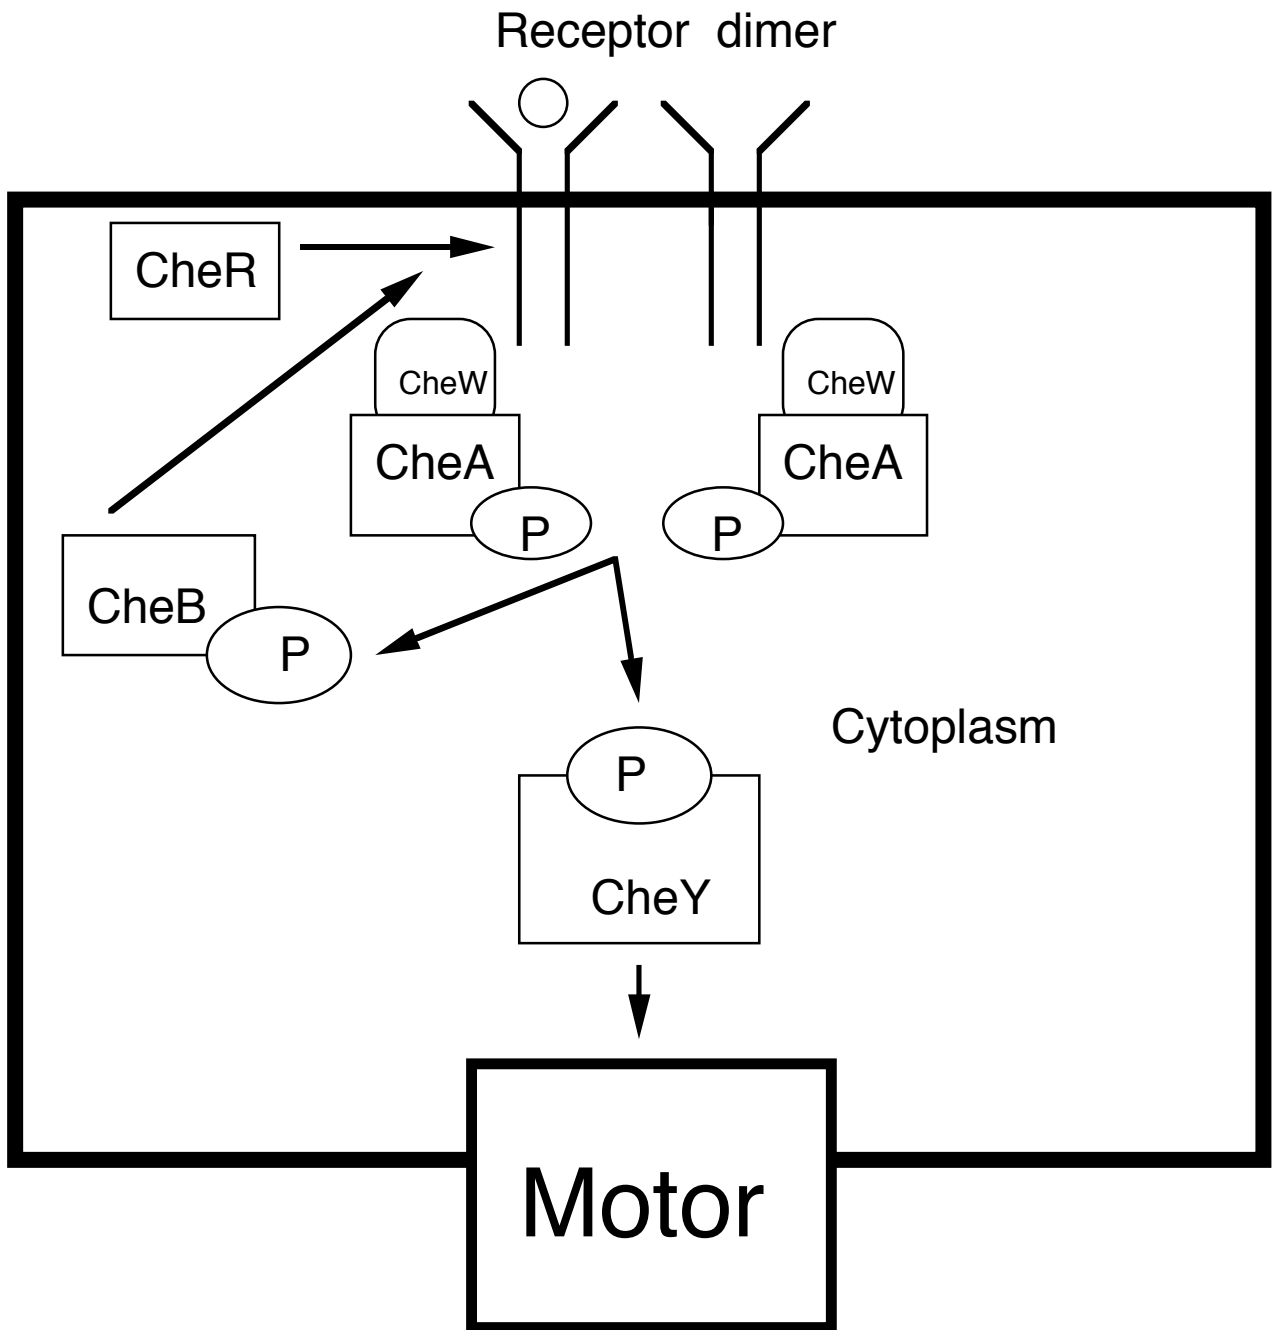 Receptor dimer
CheR
CheW
CheW
CheA
CheA
P
P
CheB
P
Cytoplasm
P
CheY
Motor